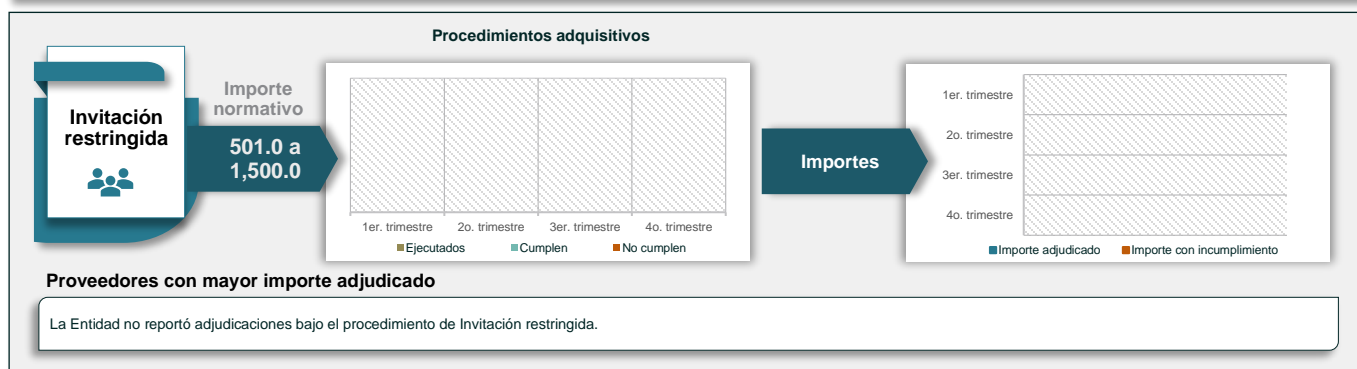 Procedimientos adquisitivos
Invitación
restringida
Importe
normativo
501.0 a
1,500.0
1er. trimestre
2o. trimestre
3er. trimestre
4o. trimestre
Ejecutados
Cumplen
No cumplen
Importes
1er. trimestre
2o. trimestre
3er. trimestre
4o. trimestre
Importe adjudicado
Importe con incumplimiento
Proveedores con mayor importe adjudicado
La Entidad no reportó adjudicaciones bajo el procedimiento de Invitación restringida.